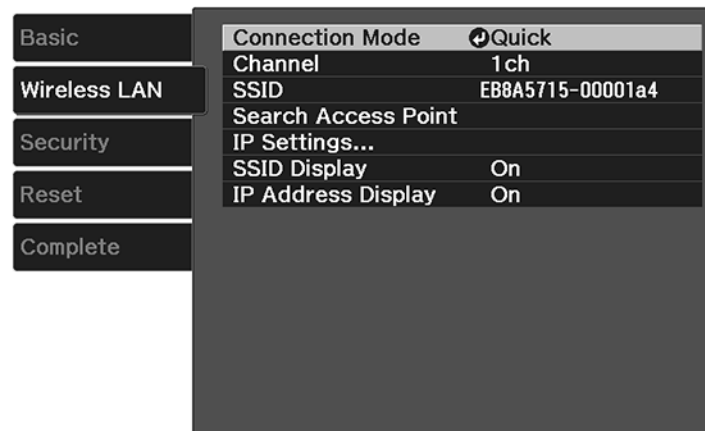 Basic
Wireless LAN
Security
Reset
Complete
Connection Mode Quick
Channel 1ch
SSID EB8A5715-00001a4
Search Access Point
IP Settings...
SSID Display On
IP Address Display On